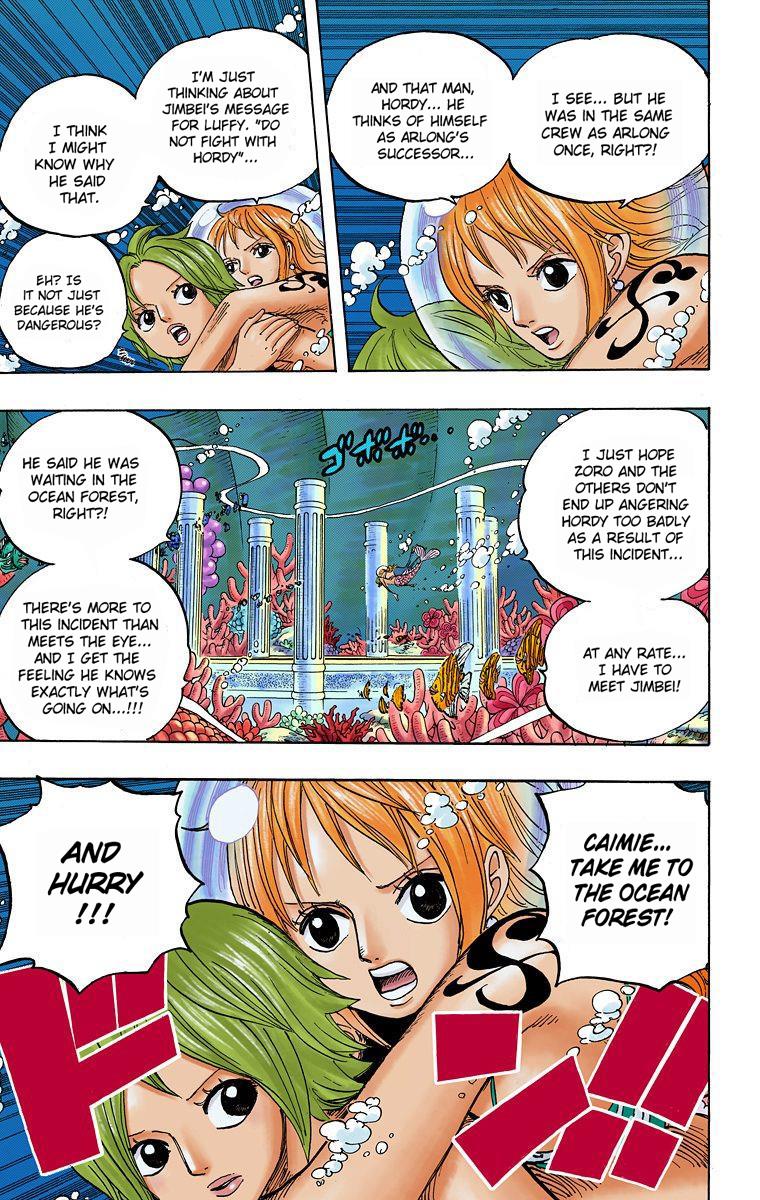 I SEE... BUT HE
WAS IN THE SAME
CREW AS ARLONG
ONCE, RIGHT?!
AND THAT MAN,
HORDY... HE
THINKS OF HIMSELF
AS ARLONG'S
SUCCESSOR...
I'M JUST
THINKING ABOUT
JIMBEI'S MESSAGE
FOR LUFFY. "DO
NOT FIGHT WITH
HORDY"...
I THINK
I MIGHT
KNOW WHY
HE SAID
THAT.
EH? IS
IT NOT JUST
BECAUSE HE'S
DANGEROUS?
I JUST HOPE
ZORO AND THE
OTHERS DON'T
END UP ANGERING
HORDY TOO BADLY
AS A RESULT OF
THIS INCIDENT...
AT ANY RATE...
I HAVE TO
MEET JIMBEI!
ゴボボ...
HE SAID HE WAS
WAITING IN THE
OCEAN FOREST,
RIGHT?!
THERE'S MORE TO
THIS INCIDENT THAN
MEETS THE EYE...
AND I GET THE
FEELING HE KNOWS
EXACTLY WHAT'S
GOING ON...!!!
CAIMIE...
TAKE ME TO
THE OCEAN
FOREST!
AND
HURRY
!!!
ドン!!